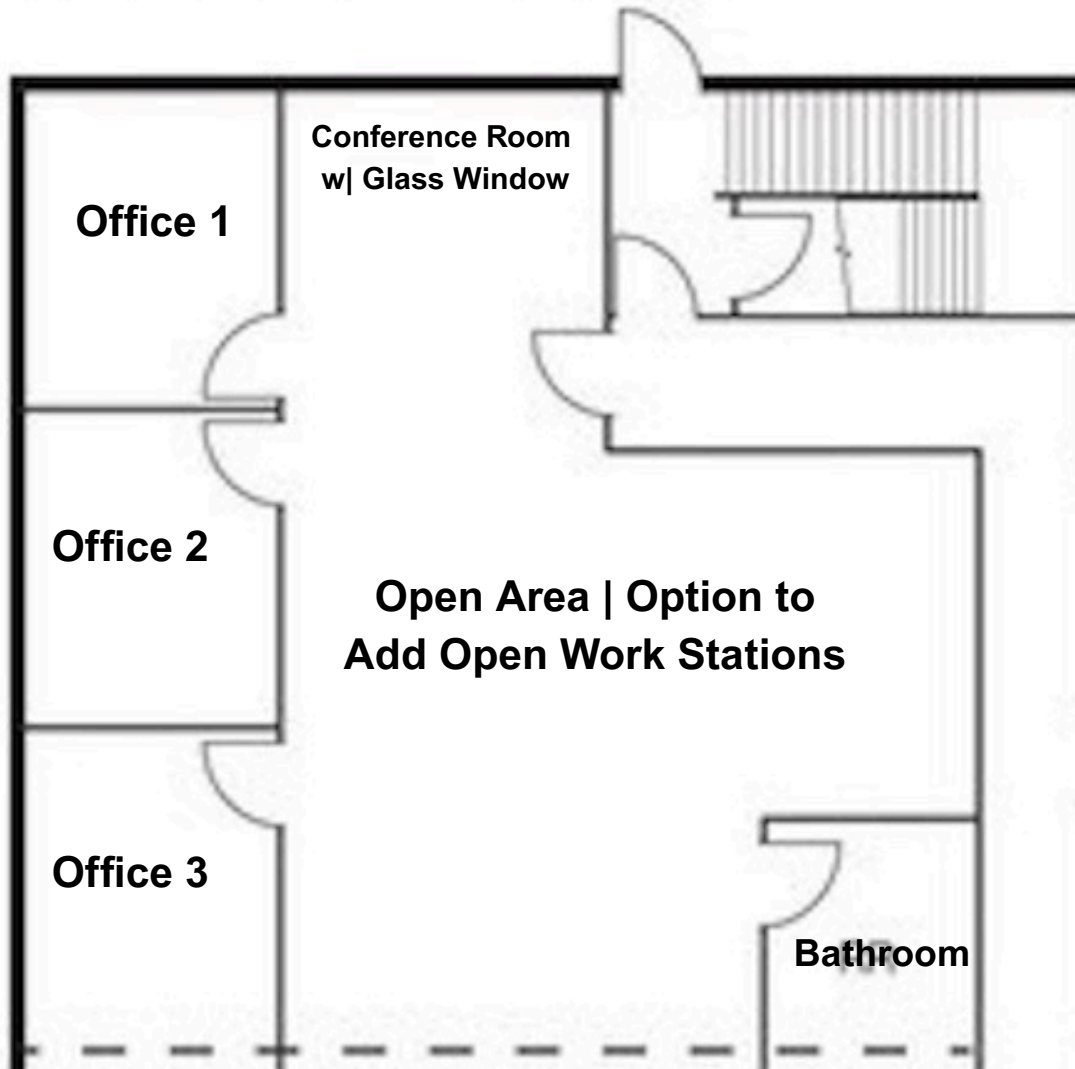 Conference Room
w| Glass Window
Office 1
Office 2
Open Area | Option to
Add Open Work Stations
Office 3
Bathroom